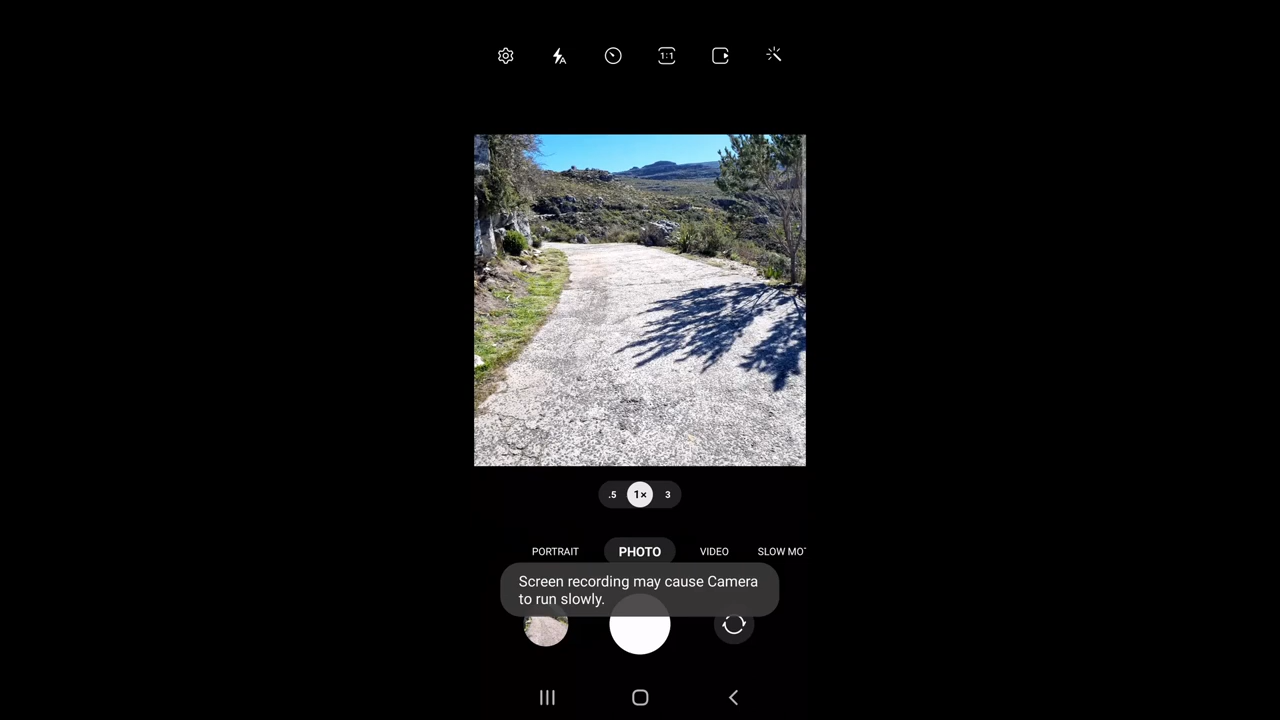 A
1:1
.5
1×
3
PORTRAIT
PHOTO
VIDEO
SLOW MO
Screen recording may cause Camera
to run slowly.